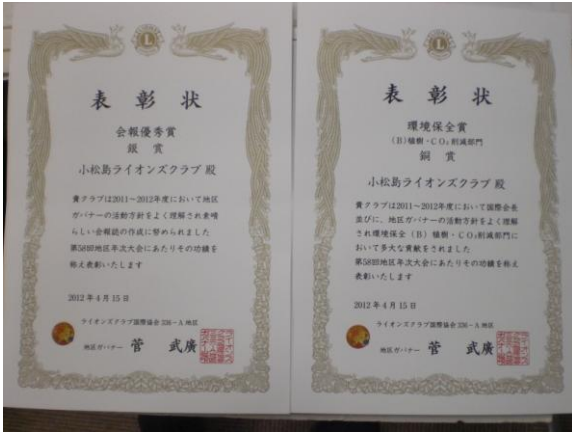 表彰状
会報優秀賞
銀賞
小松島ライオンズクラブ 殿
貴クラブは2011~2012年度において地区
ガバナーの活動方針をよく理解され素晴
らしい会報誌の作成に努められました
第58回地区年次大会にあたりその功績を
称え表彰いたします
2012年4月15日
ライオンズクラブ国際協会336-A地区
地区ガバナー 菅 武廣
表彰状
環境保全賞
(B)植樹・CO₂削減部門
銅賞
小松島ライオンズクラブ 殿
貴クラブは2011~2012年度において国際会長
並びに、地区ガバナーの活動方針をよく理解
され環境保全(B)植樹・CO₂削減部門に
おいて多大な貢献をされました
第58回地区年次大会にあたりその功績を称え
表彰いたします
2012年4月15日
ライオンズクラブ国際協会336-A地区
地区ガバナー 菅 武廣